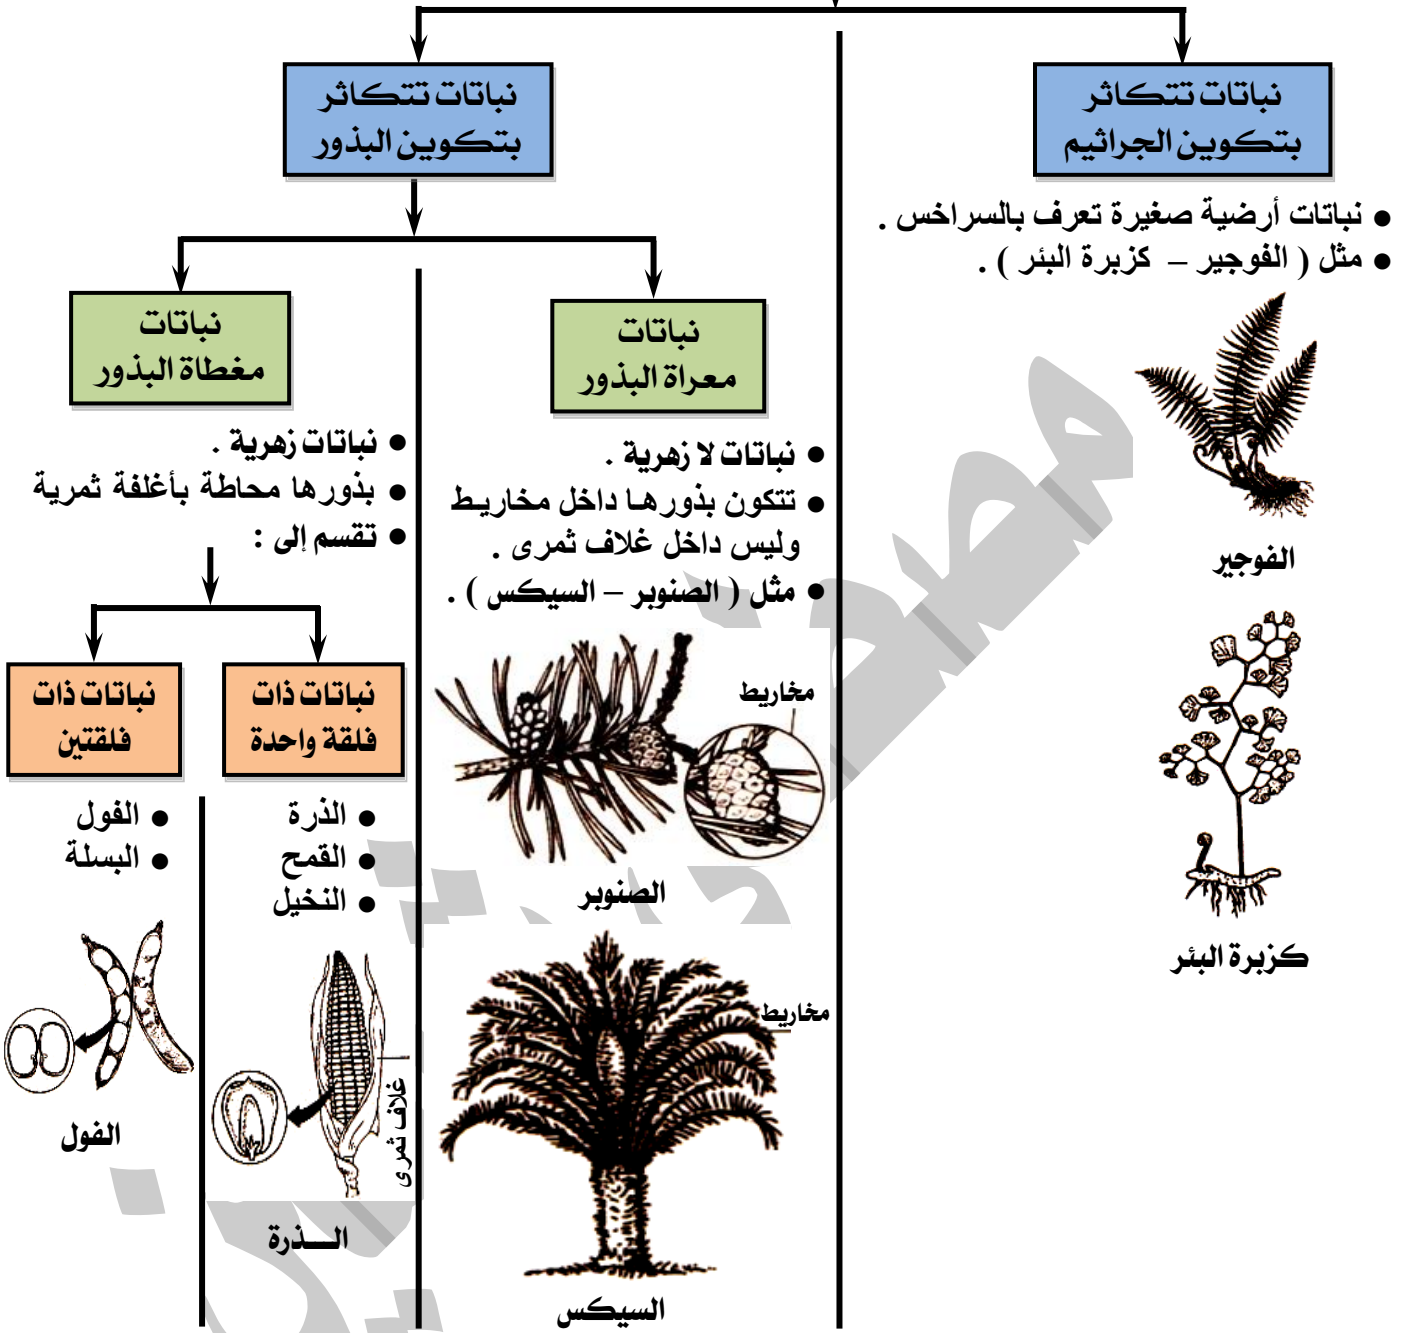 نباتات تتكاثر
بتكوين الجراثيم
● نباتات أرضية صغيرة تعرف بالسراخس .
● مثل ( الفوجير – كزبرة البئر ) .
الفوجير
كزبرة البئر
نباتات تتكاثر
بتكوين البذور
نباتات
معراة البذور
● نباتات لا زهرية .
● تتكون بذورها داخل مخاريط
وليس داخل غلاف ثمرى .
● مثل ( الصنوبر – السيكس ) .
مخاريط
الصنوبر
مخاريط
السيكس
نباتات
مغطاة البذور
● نباتات زهرية .
● بذورها محاطة بأغلفة ثمرية
● تقسم إلى :
نباتات ذات
فلقة واحدة
● الذرة
● القمح
● النخيل
غلاف ثمرى
الـــذرة
نباتات ذات
فلقتين
● الفول
● البسلة
الفول